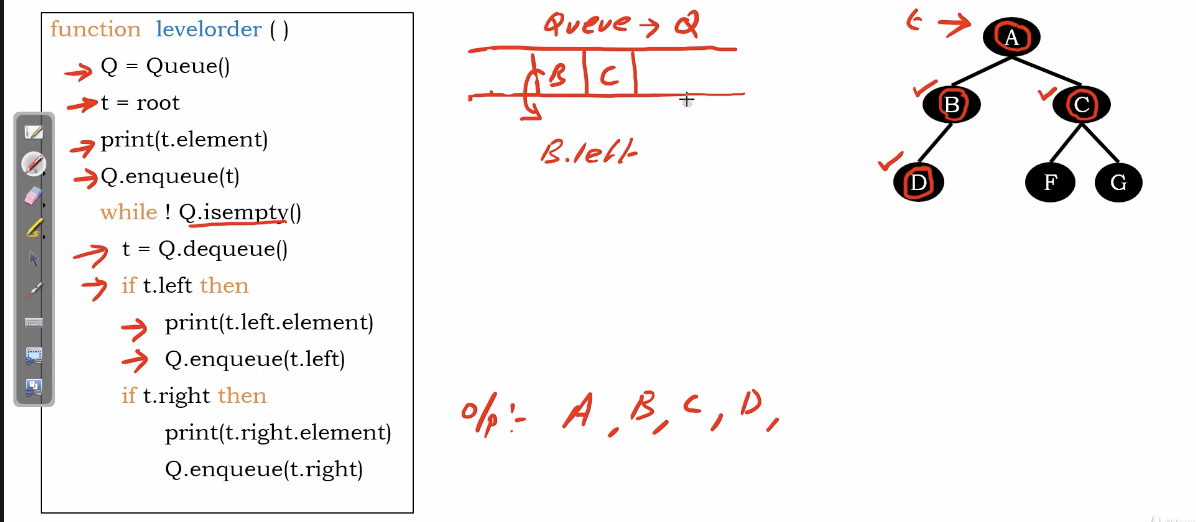 function levelorder ( )
Q = Queue()
t = root
print(t.element)
Q.enqueue(t)
while ! Q.isempty()
t = Q.dequeue()
if t.left then
print(t.left.element)
Q.enqueue(t.left)
if t.right then
print(t.right.element)
Q.enqueue(t.right)
Queue → Q
B C
B.left
o/p :- A , B, C , D ,
t →
A
B C
D F G